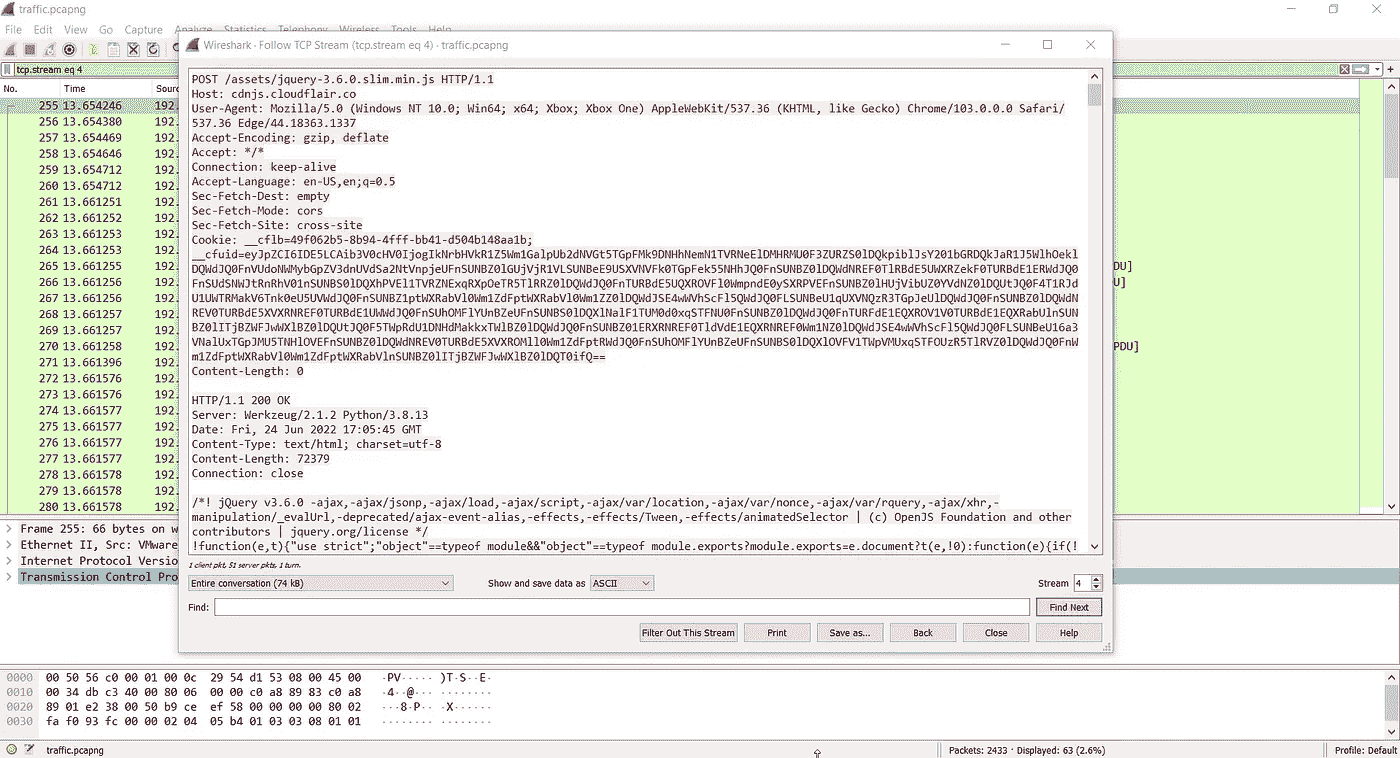 traffic.pcapng
File Edit View Go Capture Analyze Statistics Telephony Wireless Tools Help
tcp.stream eq 4
No. Time
Wireshark · Follow TCP Stream (tcp.stream eq 4) · traffic.pcapng
POST /assets/jquery-3.6.0.slim.min.js HTTP/1.1
Host: cdnjs.cloudflair.co
User-Agent: Mozilla/5.0 (Windows NT 10.0; Win64; x64; Xbox; Xbox One) AppleWebKit/537.36 (KHTML, like Gecko) Chrome/103.0.0.0 Safari/
537.36 Edge/44.18363.1337
Accept-Encoding: gzip, deflate
Accept: */*
Connection: keep-alive
Accept-Language: en-US,en;q=0.5
Sec-Fetch-Dest: empty
Sec-Fetch-Mode: cors
Sec-Fetch-Site: cross-site
Cookie: __cflb=49f062b5-8b94-4fff-bb41-d504b148aa1b;
Content-Length: 0
HTTP/1.1 200 OK
Server: Werkzeug/2.1.2 Python/3.8.13
Date: Fri, 24 Jun 2022 17:05:45 GMT
Content-Type: text/html; charset=utf-8
Content-Length: 72379
Connection: close
/*! jQuery v3.6.0 -ajax,-ajax/jsonp,-ajax/load,-ajax/script,-ajax/var/location,-ajax/var/nonce,-ajax/var/rquery,-ajax/xhr,-
manipulation/_evalUrl,-deprecated/ajax-event-alias,-effects,-effects/Tween,-effects/animatedSelector | (c) OpenJS Foundation and other
contributors | jquery.org/license */
!function(e,t){"use strict";"object"==typeof module&&"object"==typeof module.exports?module.exports=e.document?t(e,!0):function(e){if(!
1 client pkt, 51 server pkts, 1 turn.
Entire conversation (74 kB) Show and save data as ASCII Stream 4
Find: Find Next
Filter Out This Stream Print Save as... Back Close Help
255 13.654246 192.
256 13.654380 192.
257 13.654469 192.
258 13.654646 192.
259 13.654712 192.
260 13.654712 192.
261 13.661251 192.
262 13.661252 192.
263 13.661253 192.
264 13.661253 192.
265 13.661255 192.
266 13.661256 192.
267 13.661256 192.
268 13.661257 192.
269 13.661257 192.
270 13.661258 192.
271 13.661396 192.
272 13.661576 192.
273 13.661576 192.
274 13.661577 192.
275 13.661577 192.
276 13.661577 192.
277 13.661577 192.
278 13.661578 192.
279 13.661578 192.
280 13.661578 192.
Frame 255: 66 bytes on w
Ethernet II, Src: VMware
Internet Protocol Versio
Transmission Control Pro
0000 00 50 56 c0 00 01 00 0c 29 54 d1 53 08 00 45 00 ·PV····· )T·S··E·
0010 00 34 db c3 40 00 80 06 00 00 c0 a8 89 83 c0 a8 ·4··@··· ········
0020 89 01 e2 38 00 50 b9 ce ef 58 00 00 00 00 80 02 ···8·P·· ·X······
0030 fa f0 93 fc 00 00 02 04 05 b4 01 03 03 08 01 01 ········ ········
traffic.pcapng Packets: 2433 · Displayed: 63 (2.6%) Profile: Default